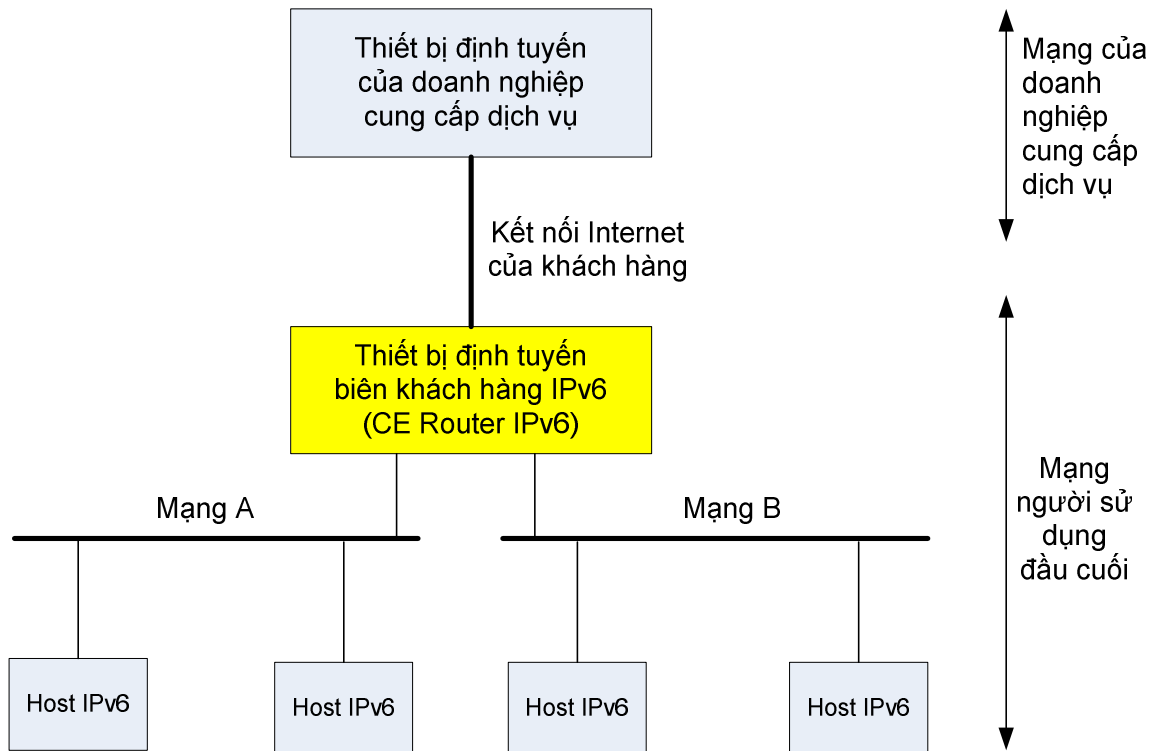 Thiết bị định tuyến
của doanh nghiệp
cung cấp dịch vụ
Mạng của
doanh
nghiệp
cung cấp
dịch vụ
Kết nối Internet
của khách hàng
Thiết bị định tuyến
biên khách hàng IPv6
(CE Router IPv6)
Mạng A
Mạng B
Mạng
người sử
dụng
đầu cuối
Host IPv6
Host IPv6
Host IPv6
Host IPv6